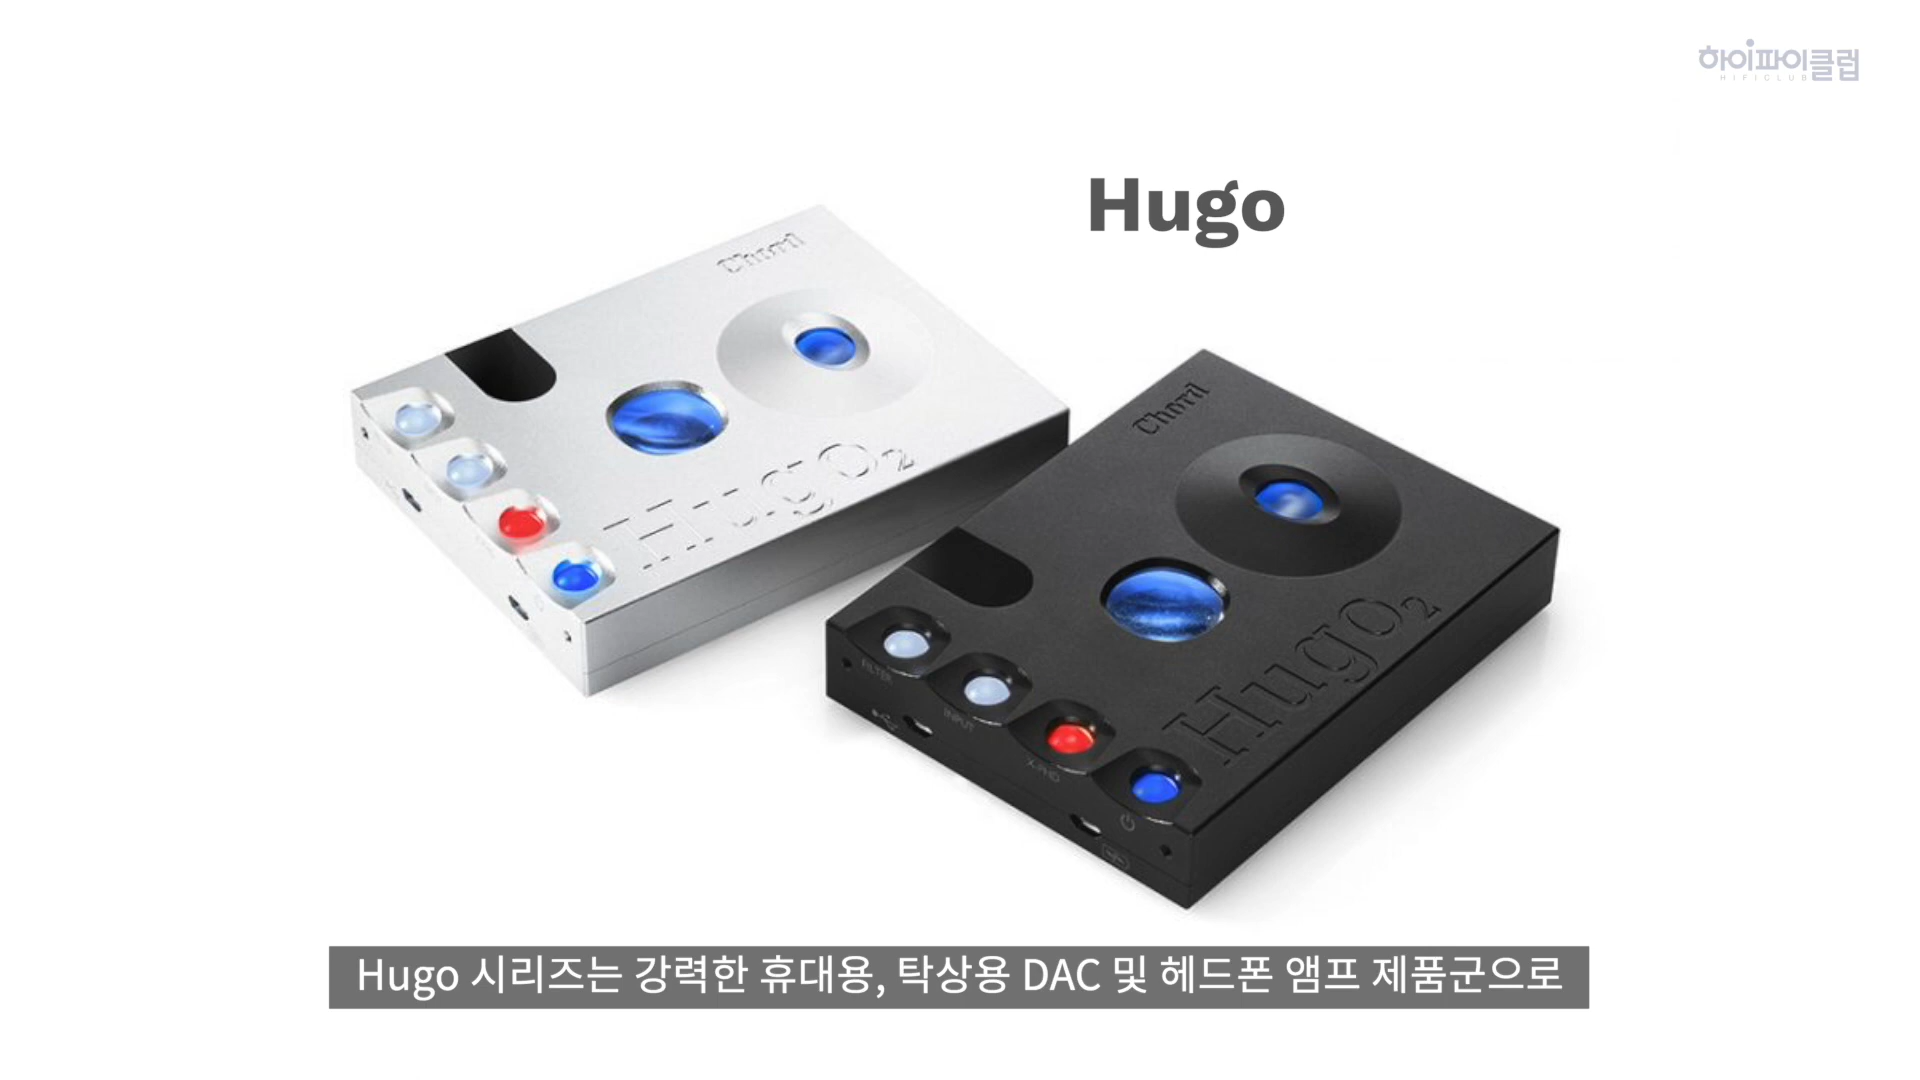 하이파이클럽
HIFICLUB
Hugo
Chord
Hugo2
Chord
Hugo2
FILTER
INPUT
X-PHD
Hugo 시리즈는 강력한 휴대용, 탁상용 DAC 및 헤드폰 앰프 제품군으로